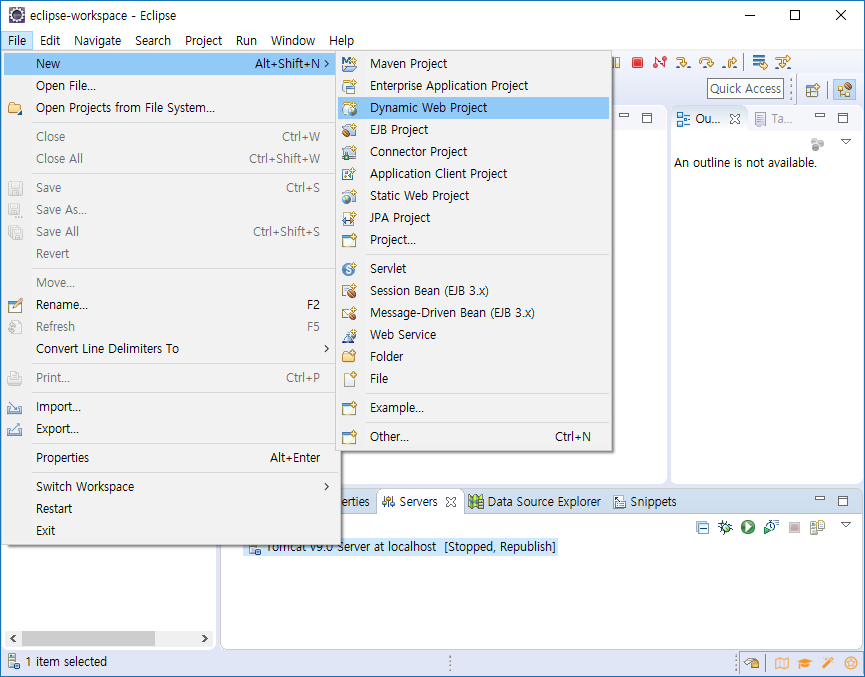 eclipse-workspace - Eclipse
File Edit Navigate Search Project Run Window Help
New Alt+Shift+N
Open File...
Open Projects from File System...
Close Ctrl+W
Close All Ctrl+Shift+W
Save Ctrl+S
Save As...
Save All Ctrl+Shift+S
Revert
Move...
Rename... F2
Refresh F5
Convert Line Delimiters To
Print... Ctrl+P
Import...
Export...
Properties Alt+Enter
Switch Workspace
Restart
Exit
Maven Project
Enterprise Application Project
Dynamic Web Project
EJB Project
Connector Project
Application Client Project
Static Web Project
JPA Project
Project...
Servlet
Session Bean (EJB 3.x)
Message-Driven Bean (EJB 3.x)
Web Service
Folder
File
Example...
Other... Ctrl+N
Quick Access
Ou... Ta...
An outline is not available.
erties Servers Data Source Explorer Snippets
Tomcat v9.0 Server at localhost [Stopped, Republish]
1 item selected